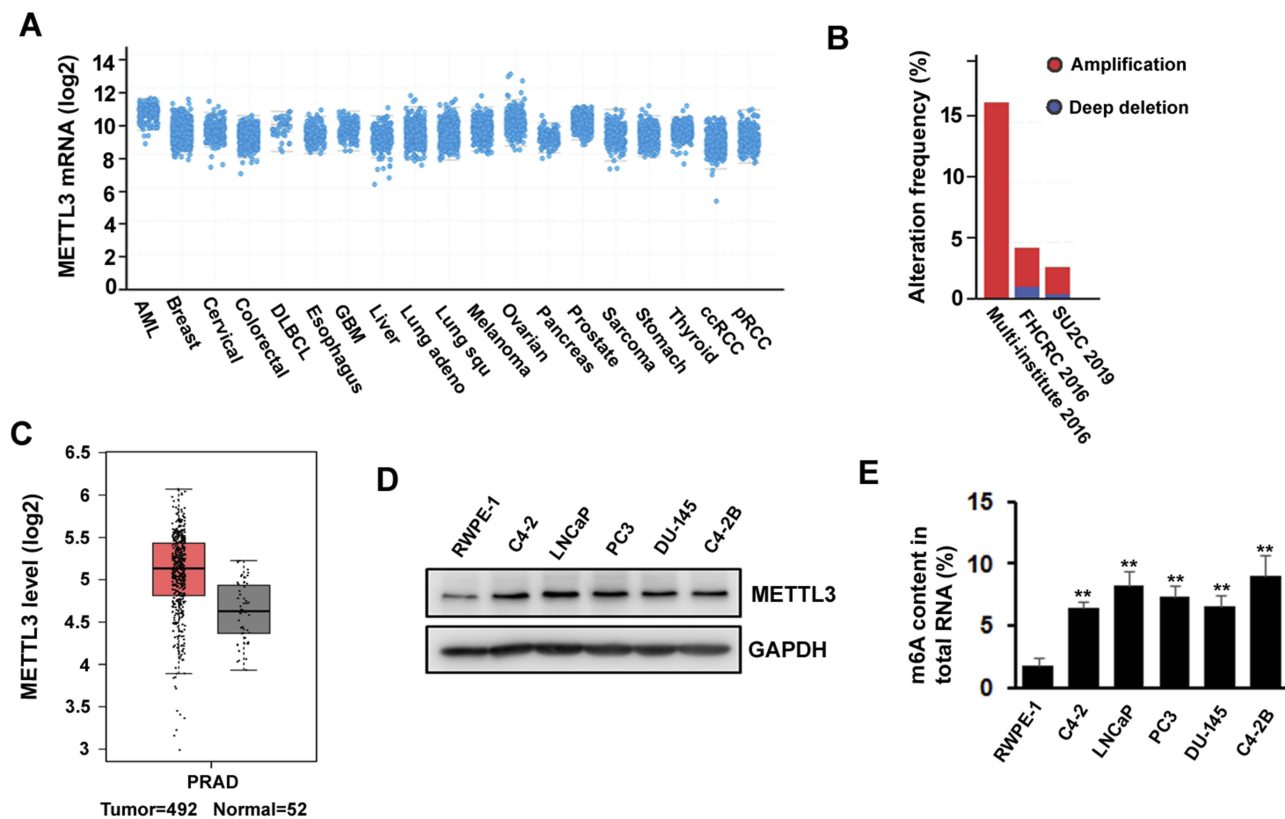 A
METTL3 mRNA (log2)
14
12
10
8
6
4
2
0
AML
Breast
Cervical
Colorectal
DLBCL
Esophagus
GBM
Liver
Lung adeno
Lung squ
Melanoma
Ovarian
Pancreas
Prostate
Sarcoma
Stomach
Thyroid
ccRCC
pRCC
B
Alteration frequency (%)
15
10
5
0
Amplification
Deep deletion
Multi-institute 2016
FHCRC 2016
SU2C 2019
C
METTL3 level (log2)
6.5
6
5.5
5
4.5
4
3.5
3
PRAD
Tumor=492 Normal=52
D
RWPE-1
C4-2
LNCaP
PC3
DU-145
C4-2B
METTL3
GAPDH
E
m6A content in
total RNA (%)
15
10
5
0
**
**
**
**
**
RWPE-1
C4-2
LNCaP
PC3
DU-145
C4-2B